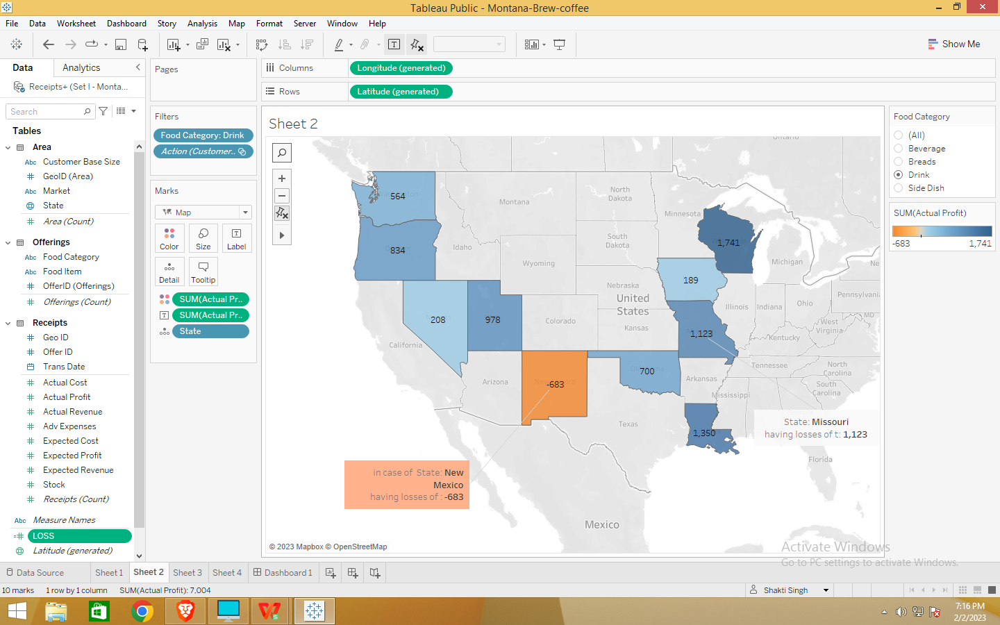 Tableau Public - Montana-Brew-coffee
File Data Worksheet Dashboard Story Analysis Map Format Server Window Help
Show Me
Data Analytics
Receipts+ (Set I - Monta...
Search
Tables
Area
Abc Customer Base Size
GeoID (Area)
Abc Market
State
Area (Count)
Offerings
Abc Food Category
Abc Food Item
OfferID (Offerings)
Offerings (Count)
Receipts
Geo ID
Offer ID
Trans Date
Actual Cost
Actual Profit
Actual Revenue
Adv Expenses
Expected Cost
Expected Profit
Expected Revenue
Stock
Receipts (Count)
Abc Measure Names
LOSS
Latitude (generated)
Pages
Filters
Food Category: Drink
Action (Customer..
Marks
Map
Color Size Label
Detail Tooltip
SUM(Actual Pr..
SUM(Actual Pr..
State
Columns Longitude (generated)
Rows Latitude (generated)
Sheet 2
Ontario
564
Montana
North
Dakota
Minnesota
834
Idaho
South
Dakota
1,741
Wyoming
Michigan
189
Nebraska
United
States
Illinois
Indiana
Ohio
Pennsylvani
Ne
MD
208
978
Colorado
Kansas
1,123
West
Virginia
Kentucky
California
Tennessee
North
Carolina
700
Arizona
-683
Arkansas
South
Carolina
Mississippi
Texas
1,350
State: Missouri
having losses of t: 1,123
Florida
in case of State: New
Mexico
having losses of : -683
Mexico
© 2023 Mapbox © OpenStreetMap
Food Category
(All)
Beverage
Breads
Drink
Side Dish
SUM(Actual Profit)
-683 1,741
Activate Windows
Go to PC settings to activate Windows.
Data Source Sheet 1 Sheet 2 Sheet 3 Sheet 4 Dashboard 1
10 marks 1 row by 1 column SUM(Actual Profit): 7,004
Shakti Singh
7:16 PM
2/2/2023